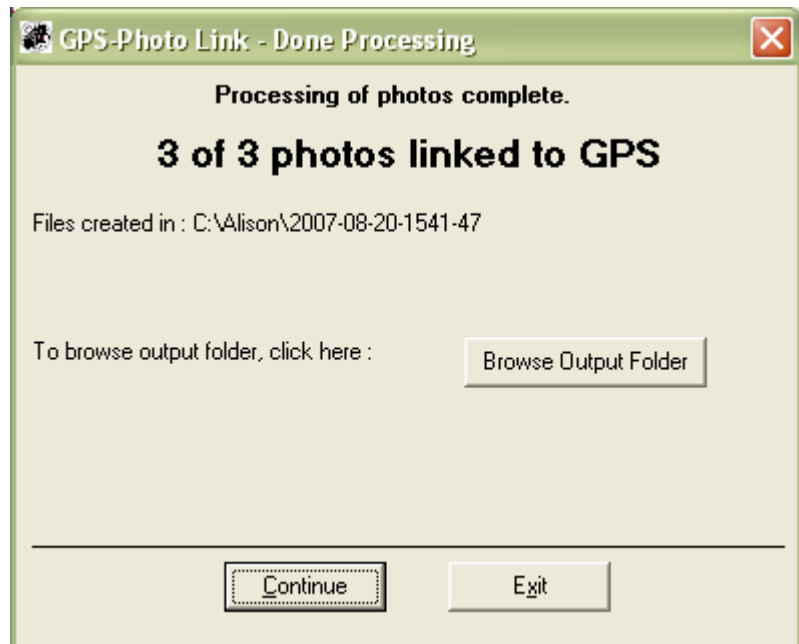 GPS-Photo Link - Done Processing
Processing of photos complete.
3 of 3 photos linked to GPS
Files created in : C:\Alison\2007-08-20-1541-47
To browse output folder, click here :
Browse Output Folder
Continue
Exit